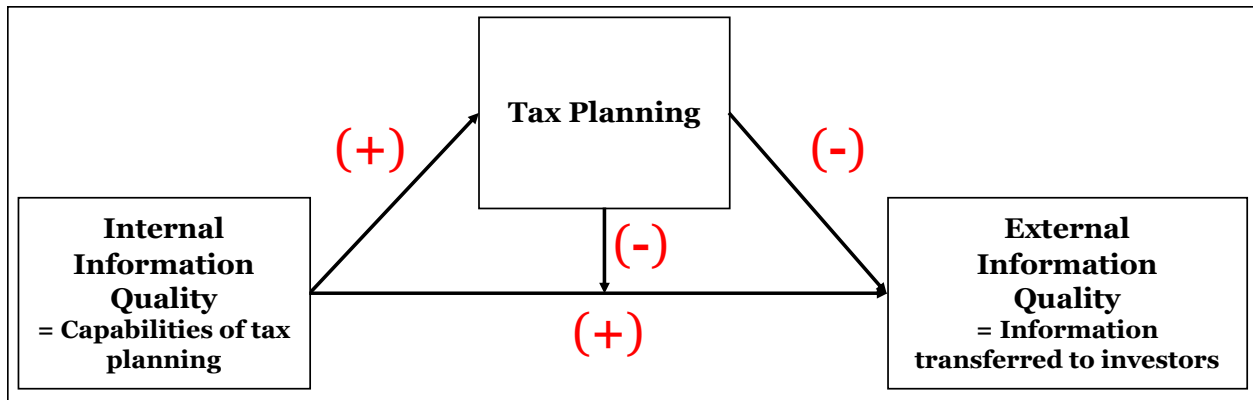 Tax Planning
(+)
(-)
Internal
Information
Quality
= Capabilities of tax
planning
(-)
External
Information
Quality
= Information
transferred to investors
(+)